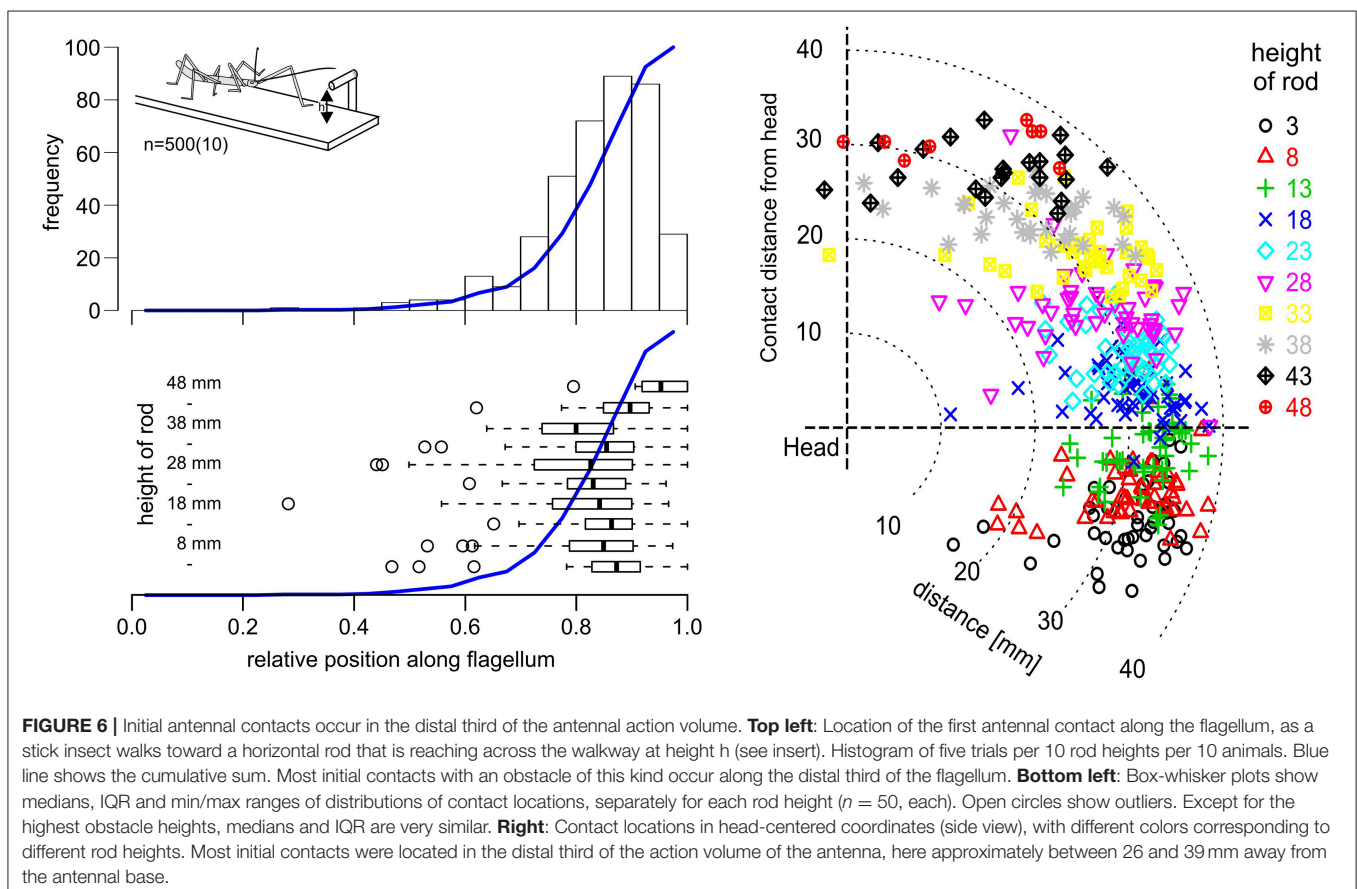 100
80
60
40
20
0
frequency
h
n=500(10)
48 mm
-
38 mm
-
28 mm
-
18 mm
-
8 mm
-
height of rod
0.0 0.2 0.4 0.6 0.8 1.0
relative position along flagellum
40
30
20
10
Contact distance from head
Head
10
20
30
40
distance [mm]
height
of rod
3
8
13
18
23
28
33
38
43
48
FIGURE 6 | Initial antennal contacts occur in the distal third of the antennal action volume. Top left: Location of the first antennal contact along the flagellum, as a
stick insect walks toward a horizontal rod that is reaching across the walkway at height h (see insert). Histogram of five trials per 10 rod heights per 10 animals. Blue
line shows the cumulative sum. Most initial contacts with an obstacle of this kind occur along the distal third of the flagellum. Bottom left: Box-whisker plots show
medians, IQR and min/max ranges of distributions of contact locations, separately for each rod height (n = 50, each). Open circles show outliers. Except for the
highest obstacle heights, medians and IQR are very similar. Right: Contact locations in head-centered coordinates (side view), with different colors corresponding to
different rod heights. Most initial contacts were located in the distal third of the action volume of the antenna, here approximately between 26 and 39 mm away from
the antennal base.